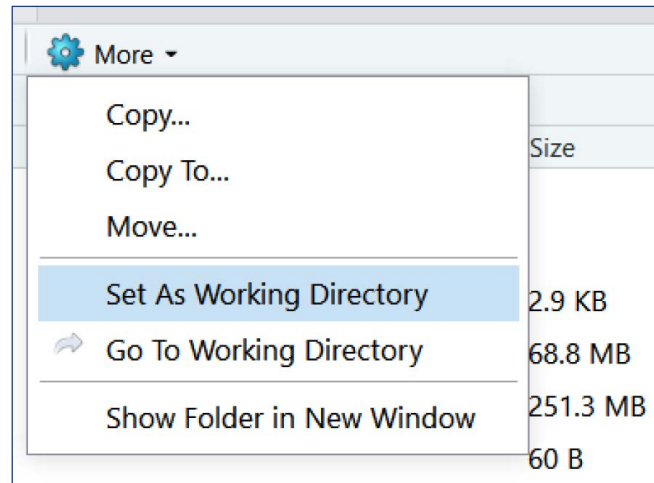 More
Copy...
Size
Copy To...
Move...
Set As Working Directory
2.9 KB
Go To Working Directory
68.8 MB
Show Folder in New Window
251.3 MB
60 B